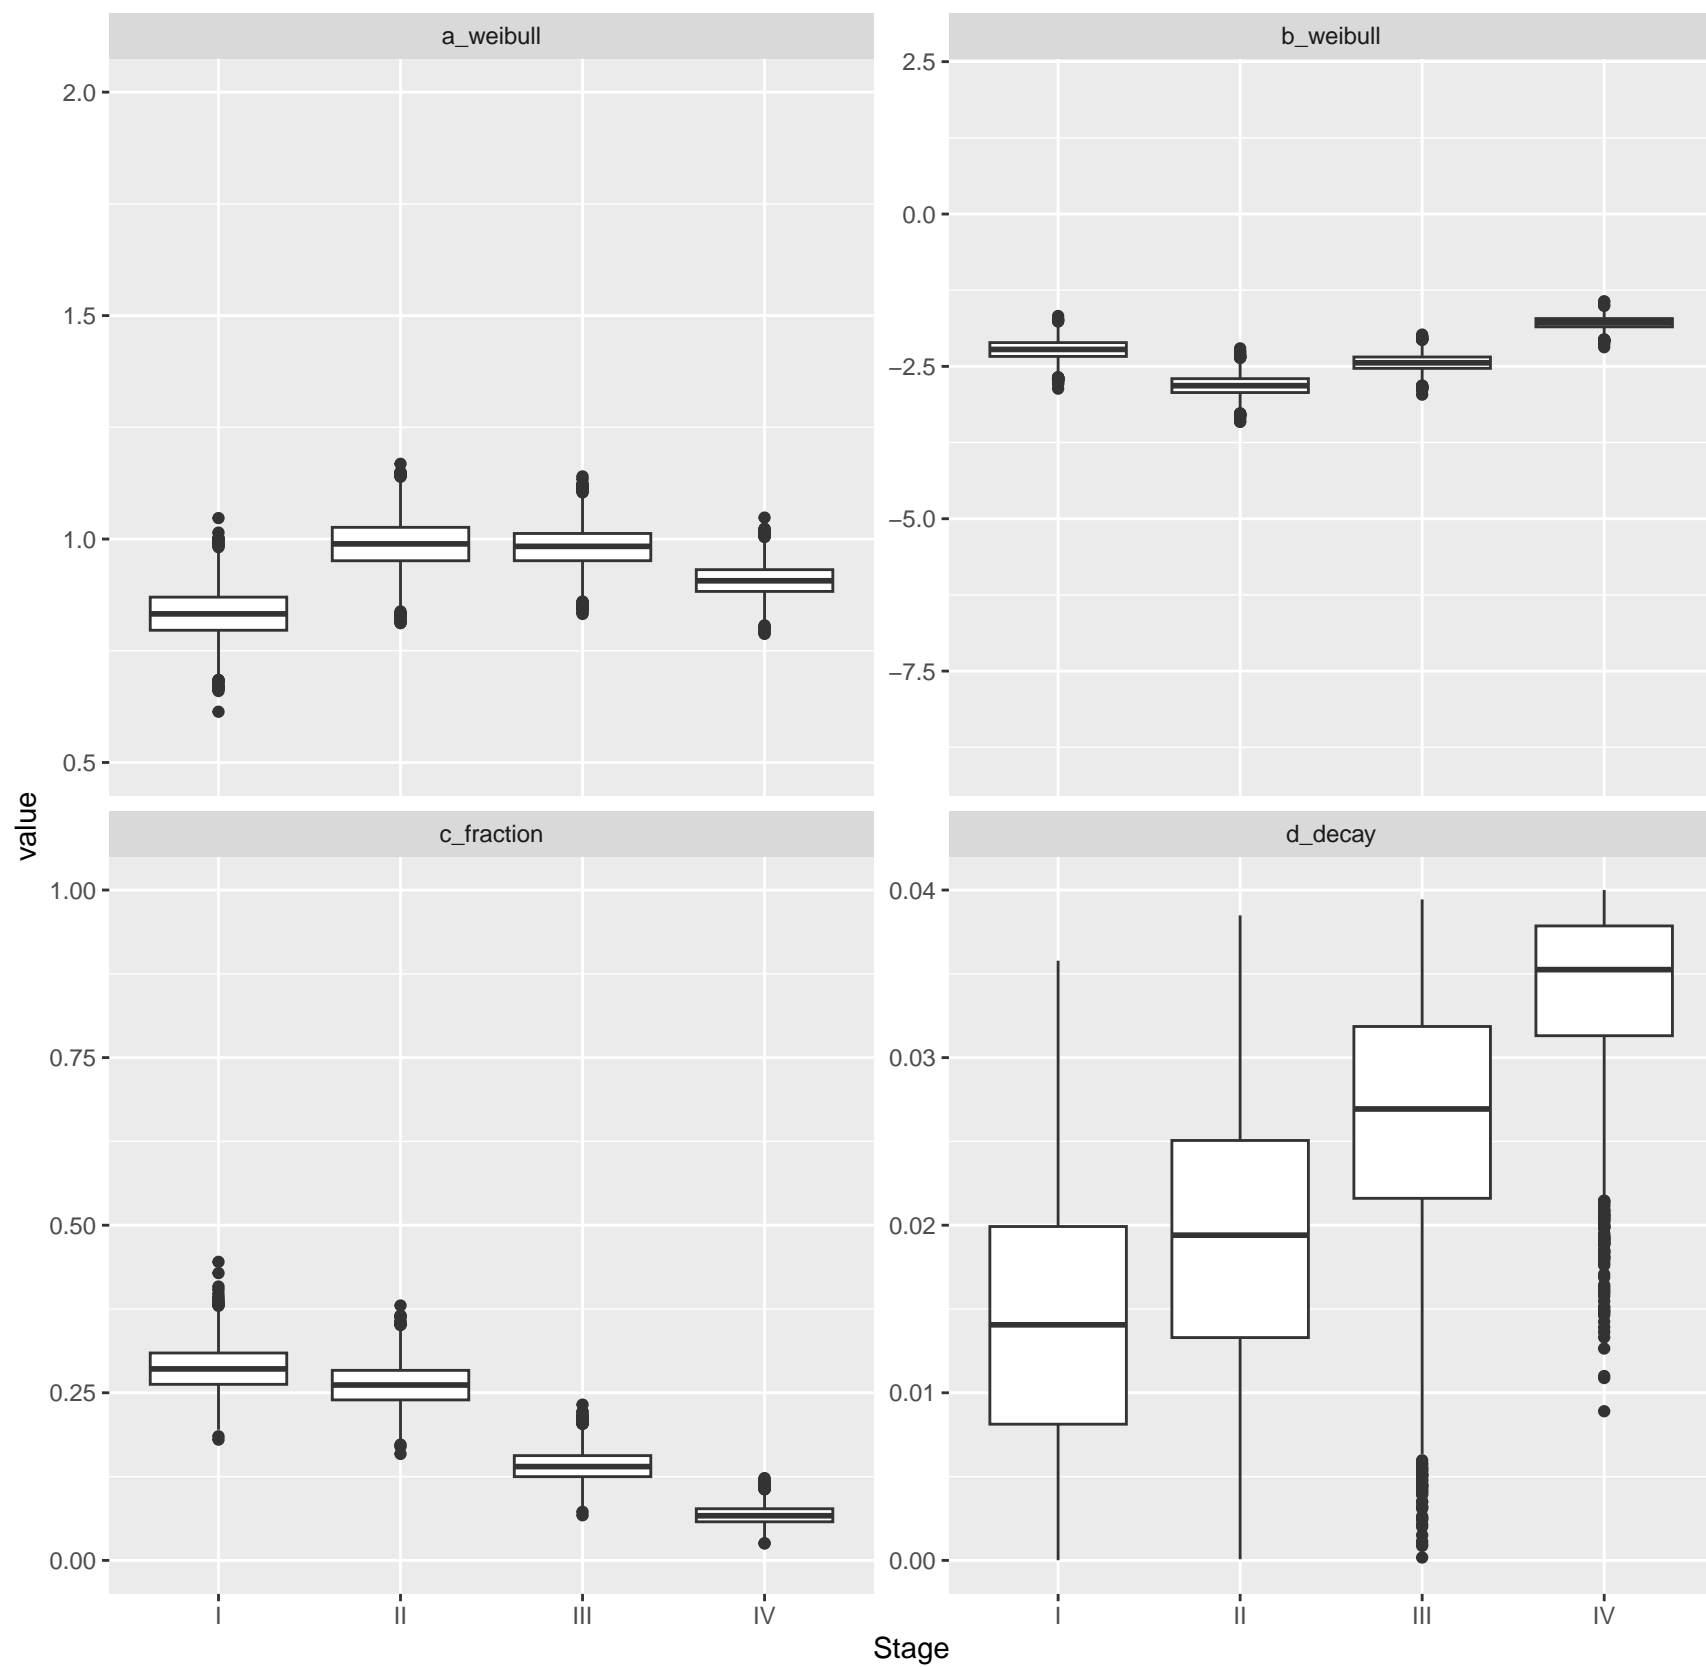 a_weibull
b_weibull
2.0
1.5
1.0
0.5
2.5
0.0
−2.5
−5.0
−7.5
value
c_fraction
d_decay
1.00
0.75
0.50
0.25
0.00
0.04
0.03
0.02
0.01
0.00
I II III IV
I II III IV
Stage